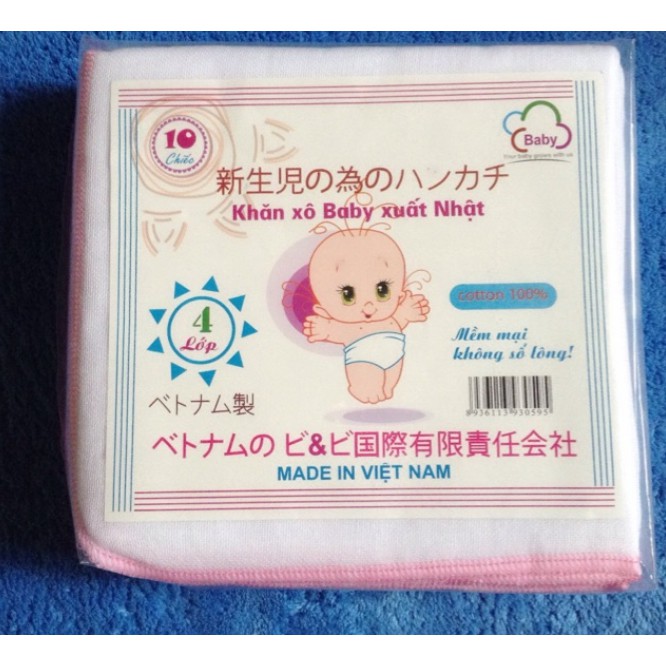 10
Chiếc
Baby
Your baby grows with us
新生児の為のハンカチ
Khăn xô Baby xuất Nhật
cotton 100%
4
Lớp
Mềm mại
không sổ lông!
8936113930595
ベトナム製
ベトナムの ビ&ビ国際有限責任会社
MADE IN VIỆT NAM